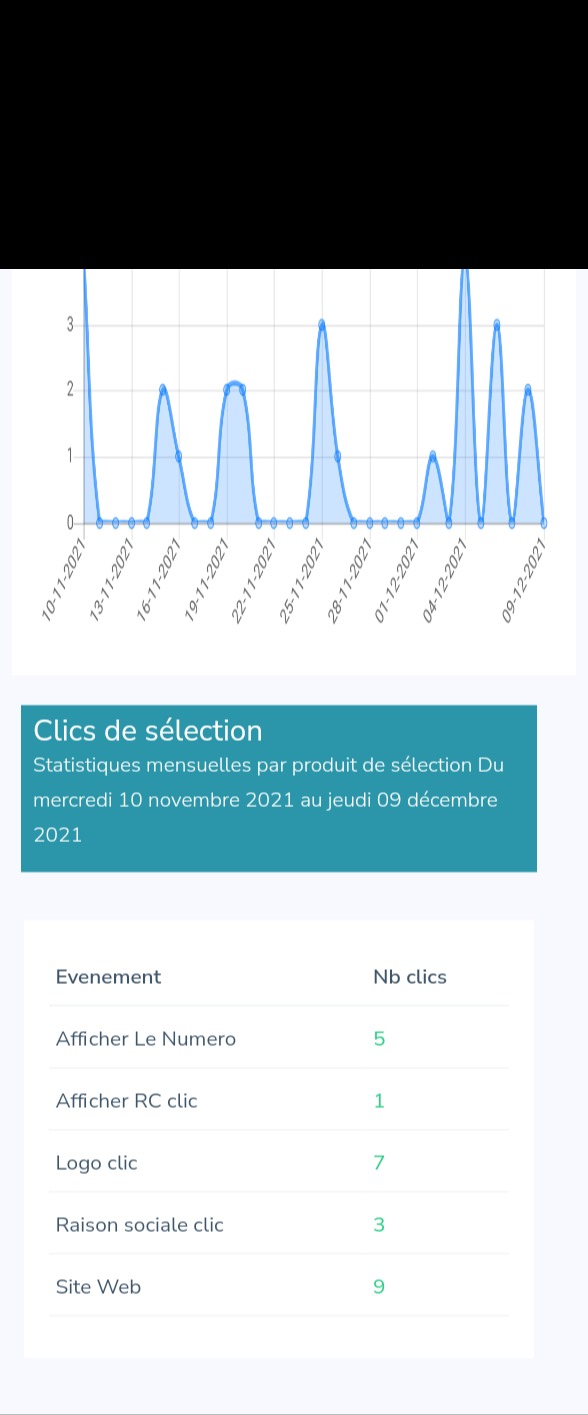 3
2
1
0
10-11-2021
13-11-2021
16-11-2021
19-11-2021
22-11-2021
25-11-2021
28-11-2021
01-12-2021
04-12-2021
09-12-2021
Clics de sélection
Statistiques mensuelles par produit de sélection Du
mercredi 10 novembre 2021 au jeudi 09 décembre
2021
Evenement Nb clics
Afficher Le Numero 5
Afficher RC clic 1
Logo clic 7
Raison sociale clic 3
Site Web 9